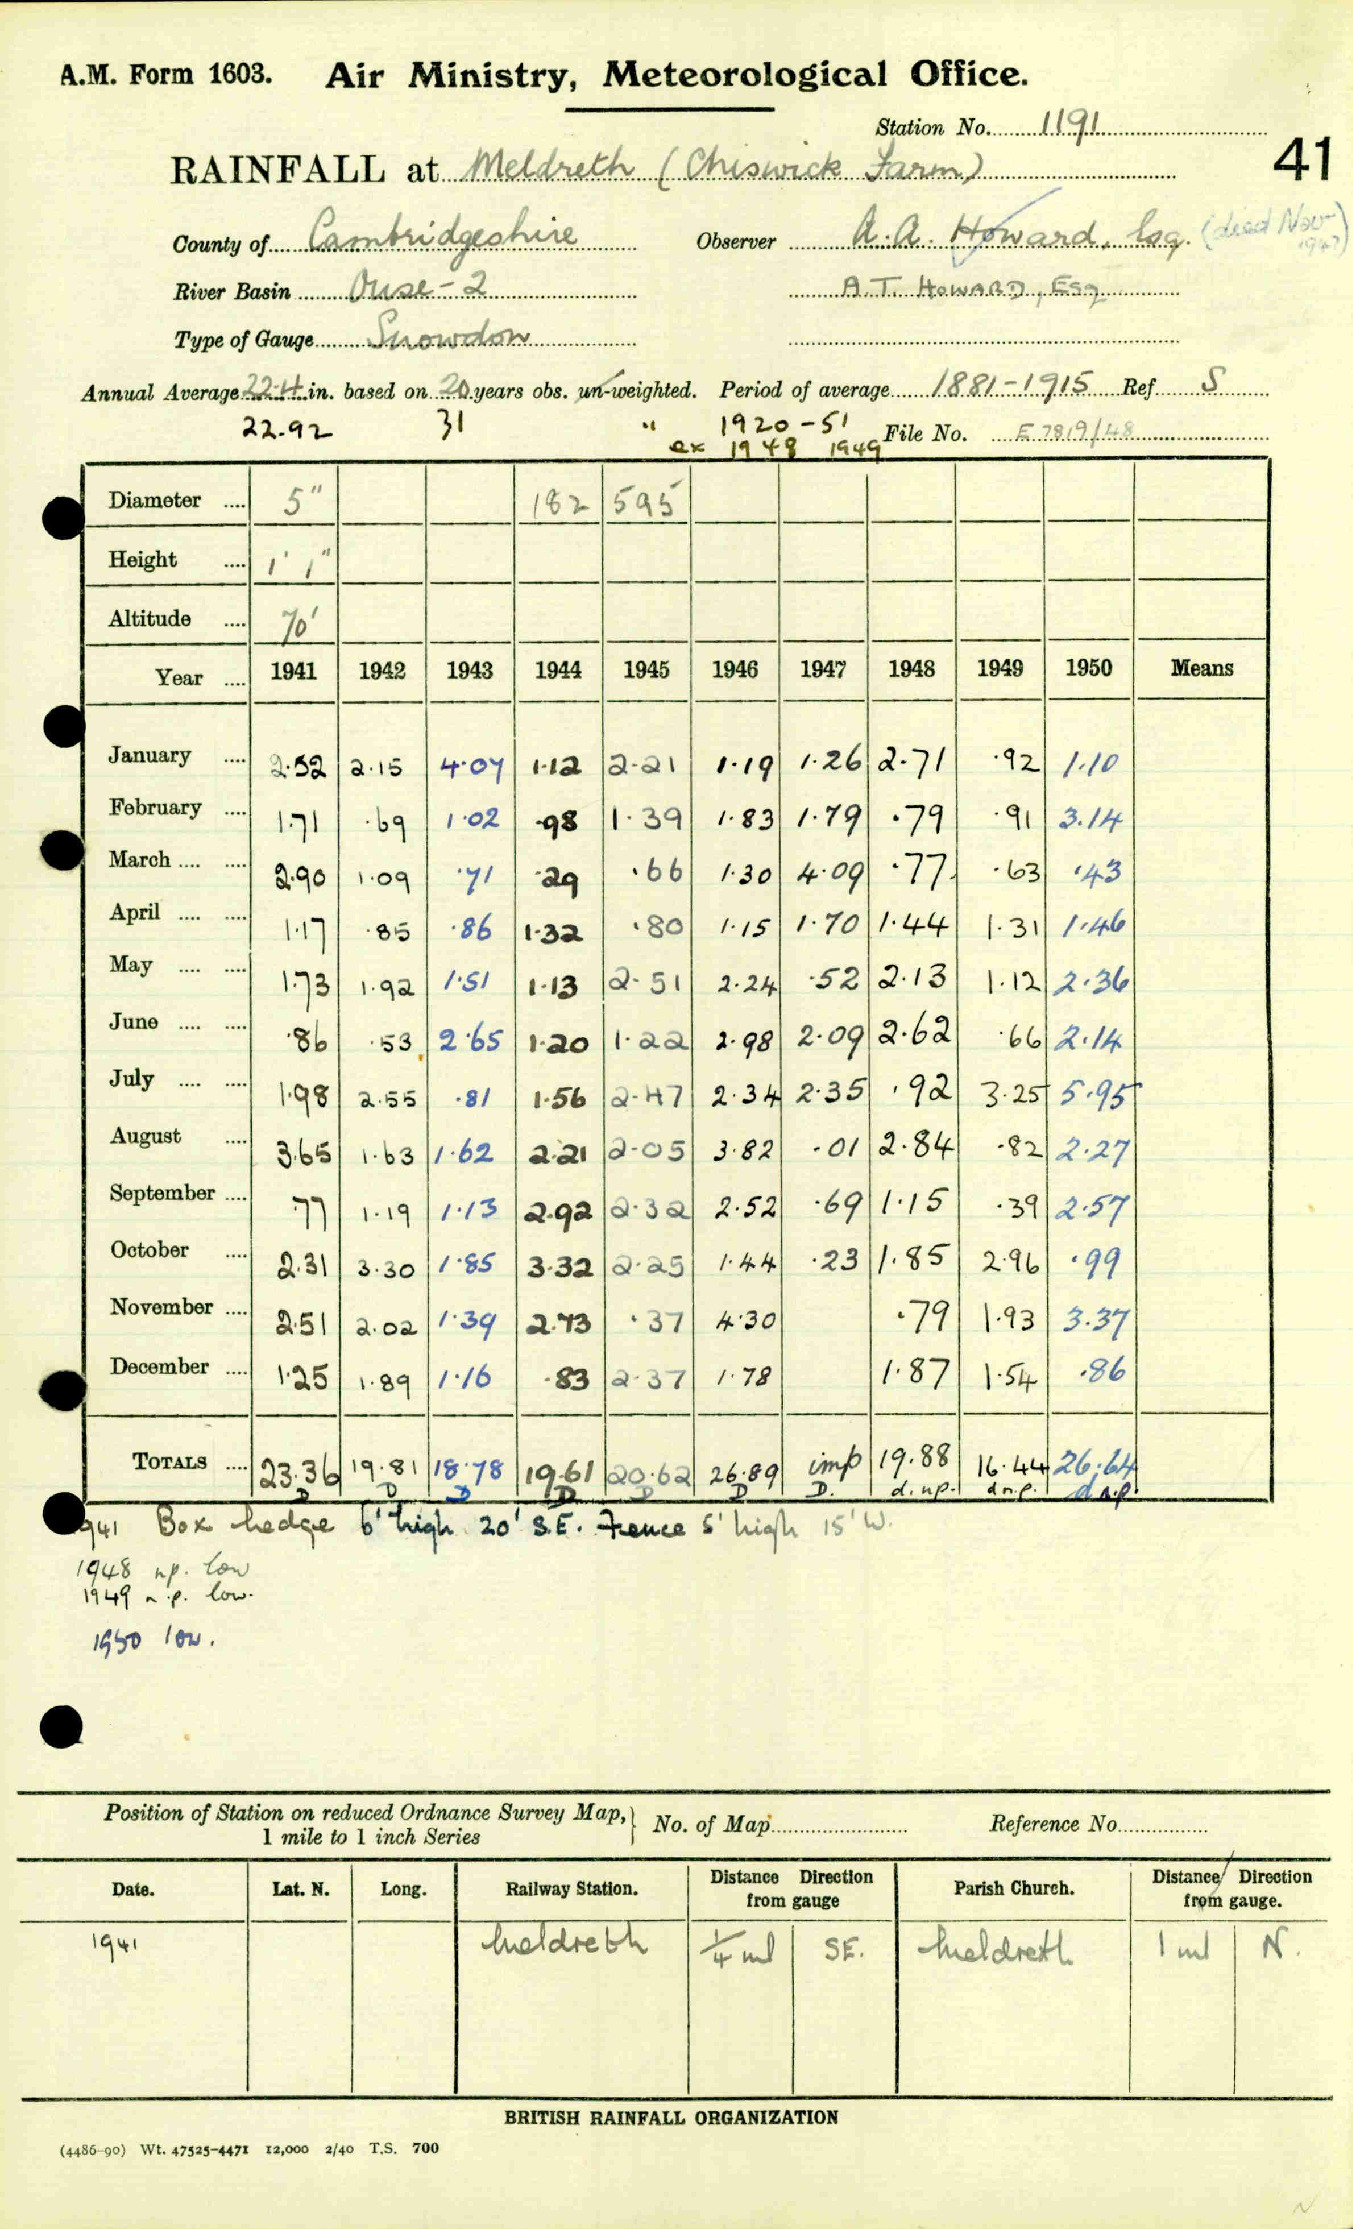 A.M. Form 1603. Air Ministry, Meteorological Office.
Station No. 1191
41
RAINFALL at Meldreth (Chiswick Farm)
County of Cambridgeshire Observer A.A. Howard, Esq. (died Nov 1947)
River Basin Ouse-2 A.T. HOWARD, ESQ
Type of Gauge Snowdon
Annual Average 22.4 in. based on 20 years obs. un-weighted. Period of average 1881-1915 Ref S
22.92 31 " 1920-51 File No. E7819/48
ex 1948 1949
Diameter .... 5" 182 595
Height .... 1' 1"
Altitude .... 70'
Year .... 1941 1942 1943 1944 1945 1946 1947 1948 1949 1950 Means
January .... 2.52 2.15 4.07 1.12 2.21 1.19 1.26 2.71 .92 1.10
February .... 1.71 .69 1.02 .98 1.39 1.83 1.79 .79 .91 3.14
March .... .... 2.90 1.09 .71 .29 .66 1.30 4.09 .77 .63 .43
April .... .... 1.17 .85 .86 1.32 .80 1.15 1.70 1.44 1.31 1.46
May .... .... 1.73 1.92 1.51 1.13 2.51 2.24 .52 2.13 1.12 2.36
June .... .... .86 .53 2.65 1.20 1.22 2.98 2.09 2.62 .66 2.14
July .... .... 1.98 2.55 .81 1.56 2.47 2.34 2.35 .92 3.25 5.95
August .... 3.65 1.63 1.62 2.21 2.05 3.82 .01 2.84 .82 2.27
September .... .77 1.19 1.13 2.92 2.32 2.52 .69 1.15 .39 2.57
October .... 2.31 3.30 1.85 3.32 2.25 1.44 .23 1.85 2.96 .99
November .... 2.51 2.02 1.39 2.73 .37 4.30 .79 1.93 3.37
December .... 1.25 1.89 1.16 .83 2.37 1.78 1.87 1.54 .86
TOTALS .... 23.36 19.81 18.78 19.61 20.62 26.89 imp 19.88 16.44 26.64
D D D D D D D. d.np. d n.p. d n.p.
1941 Box hedge 6' high 20' S.E. Fence 5' high 15' W.
1948 n.p. low
1949 n.p. low.
1950 low.
Position of Station on reduced Ordnance Survey Map, No. of Map Reference No.
1 mile to 1 inch Series
Date. Lat. N. Long. Railway Station. Distance Direction from gauge Parish Church. Distance Direction from gauge.
1941 Meldreth 1/4 ml SE. Meldreth 1 ml N.
BRITISH RAINFALL ORGANIZATION
(4486-90) Wt. 47525-4471 12,000 2/40 T.S. 700